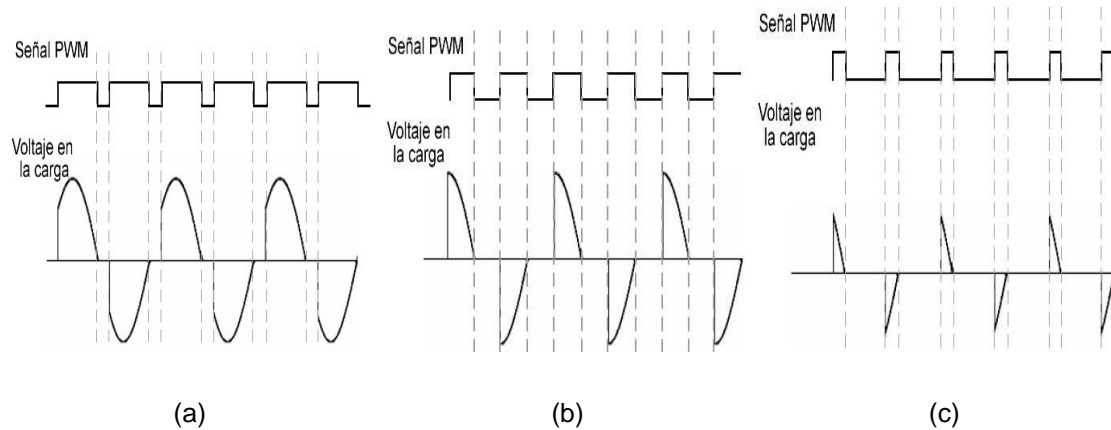 Señal PWM
Voltaje en
la carga
Señal PWM
Voltaje en
la carga
Señal PWM
Voltaje en
la carga
(a)
(b)
(c)